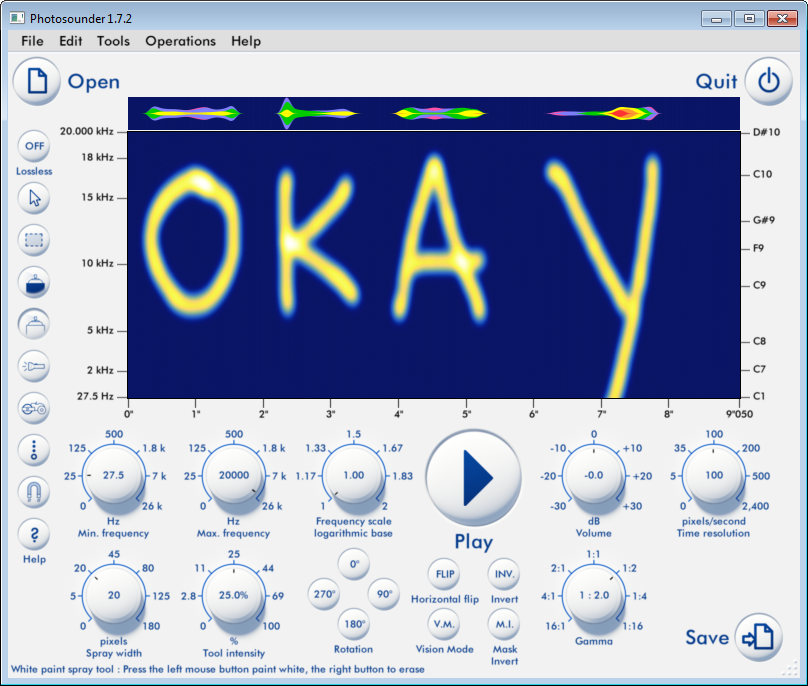 Photosounder 1.7.2
File Edit Tools Operations Help
Open
Quit
OFF
Lossless
?
Help
20.000 kHz
18 kHz
15 kHz
10 kHz
5 kHz
2 kHz
27.5 Hz
OKAY
D#10
C10
G#9
F9
C9
C8
C7
C1
0" 1" 2" 3" 4" 5" 6" 7" 8" 9"050
0 25 125 500 1.8 k 7 k 26 k
27.5
Hz
Min. frequency
0 25 125 500 1.8 k 7 k 26 k
20000
Hz
Max. frequency
1 1.17 1.33 1.5 1.67 1.83 2
1.00
Frequency scale
logarithmic base
Play
-30 -20 -10 0 +10 +20 +30
-0.0
dB
Volume
0 5 35 100 200 500 2,400
100
pixels/second
Time resolution
0 5 20 45 80 125 180
20
pixels
Spray width
0 2.8 11 25 44 69 100
25.0%
%
Tool intensity
0°
270° 90°
180°
Rotation
FLIP
Horizontal flip
INV.
Invert
V.M.
Vision Mode
M.I.
Mask
Invert
16:1 4:1 2:1 1:1 1:2 1:4 1:16
1 : 2.0
Gamma
Save
White paint spray tool : Press the left mouse button paint white, the right button to erase